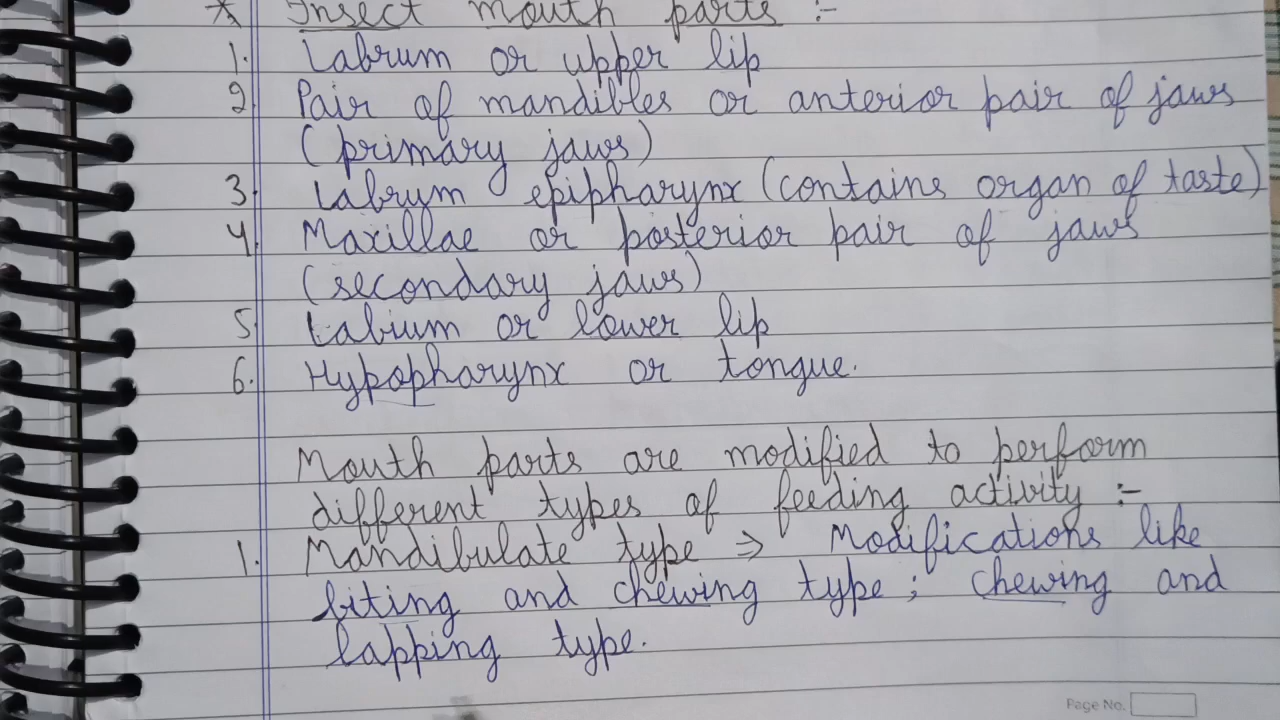 * Insect mouth parts :-
1. Labrum or upper lip
2. Pair of mandibles or anterior pair of jaws
(primary jaws)
3. Labrum epipharynx (contains organ of taste)
4. Maxillae or posterior pair of jaws
(secondary jaws)
5. Labium or lower lip
6. Hypopharynx or tongue.
Mouth parts are modified to perform
different types of feeding activity :-
1. Mandibulate type ⇒ Modifications like
biting and chewing type ; chewing and
lapping type.
Page No.